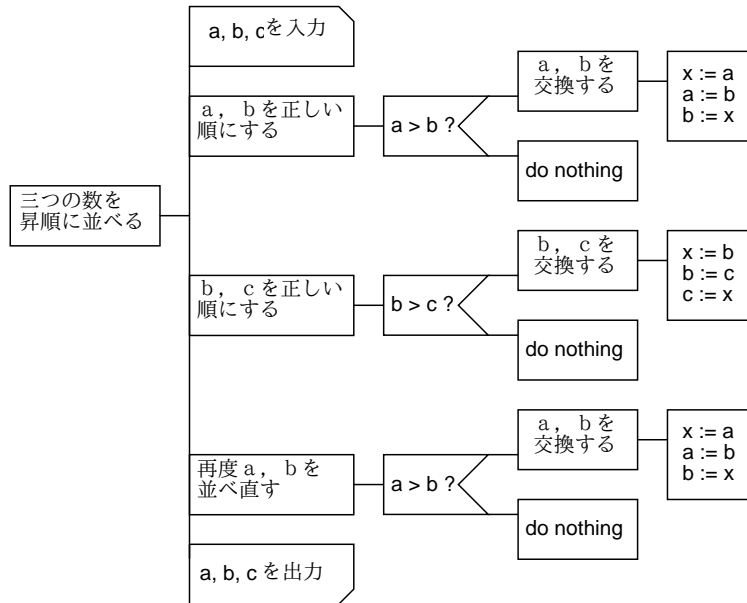 a, b, cを入力
a，bを正しい
順にする
a > b ?
a，bを
交換する
x := a
a := b
b := x
do nothing
三つの数を
昇順に並べる
b，cを正しい
順にする
b > c ?
b，cを
交換する
x := b
b := c
c := x
do nothing
再度a，bを
並べ直す
a > b ?
a，bを
交換する
x := a
a := b
b := x
do nothing
a, b, cを出力